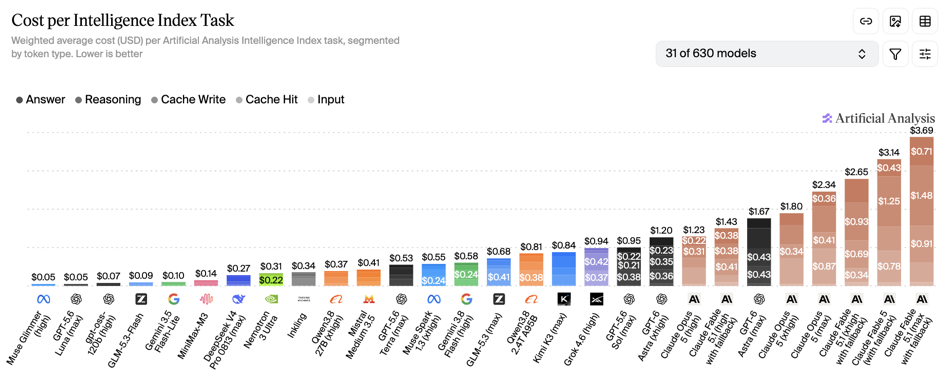 Cost per Intelligence Index Task
Weighted average cost (USD) per Artificial Analysis Intelligence Index task, segmented
by token type. Lower is better
31 of 630 models
Answer Reasoning Cache Write Cache Hit Input
Artificial Analysis
$0.05
$0.05
$0.07
$0.09
$0.10
$0.14
$0.27
$0.31
$0.22
$0.34
$0.37
$0.41
$0.53
$0.55
$0.24
$0.58
$0.24
$0.68
$0.41
$0.81
$0.38
$0.84
$0.94
$0.42
$0.37
$0.95
$0.22
$0.21
$0.38
$1.20
$0.23
$0.35
$0.36
$1.23
$0.22
$0.31
$1.43
$0.38
$0.38
$0.41
$1.67
$0.43
$0.43
$1.80
$0.34
$2.34
$0.36
$0.41
$0.87
$2.65
$0.93
$0.69
$0.34
$3.14
$0.43
$1.25
$0.78
$3.69
$0.71
$1.48
$0.91
Muse Glimmer
(high)
GPT-5.6
Luna (max)
gpt-oss-
120b (high)
GLM-5.3-Flash
Gemini 3.5
Flash-Lite
MiniMax-M3
DeepSeek V4
Pro 0813 (max)
Nemotron
3 Ultra
Inkling
Qwen3.8
27B (xhigh)
Mistral
Medium 3.5
GPT-5.6
Terra (max)
Muse Spark
1.3 (xhigh)
Gemini 3.8
Flash (high)
GLM-5.3 (max)
Qwen3.8
2.4T A95B
Kimi K3 (max)
Grok 4.6 (high)
GPT-5.6
Sol (max)
GPT-6
Astra (xhigh)
Claude Opus
5 (high)
Claude Fable
5.1 (high
with fallback)
GPT-6
Astra (max)
Claude Opus
5 (xhigh)
Claude Opus
5 (max)
Claude Fable
5.1 (xhigh
with fallback)
Claude Fable 5
(with fallback)
Claude Fable
5.1 (max
with fallback)